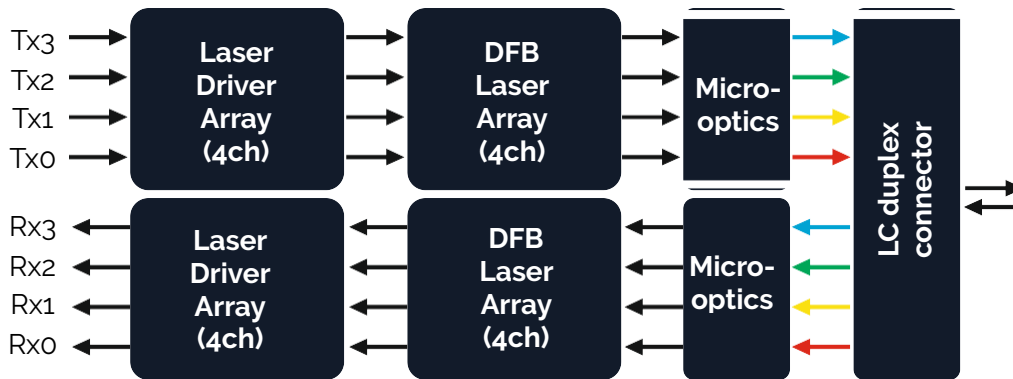 Tx3
Tx2
Tx1
Tx0
Laser
Driver
Array
(4ch)
DFB
Laser
Array
(4ch)
Micro-
optics
LC duplex
connector
Rx3
Rx2
Rx1
Rx0
Laser
Driver
Array
(4ch)
DFB
Laser
Array
(4ch)
Micro-
optics